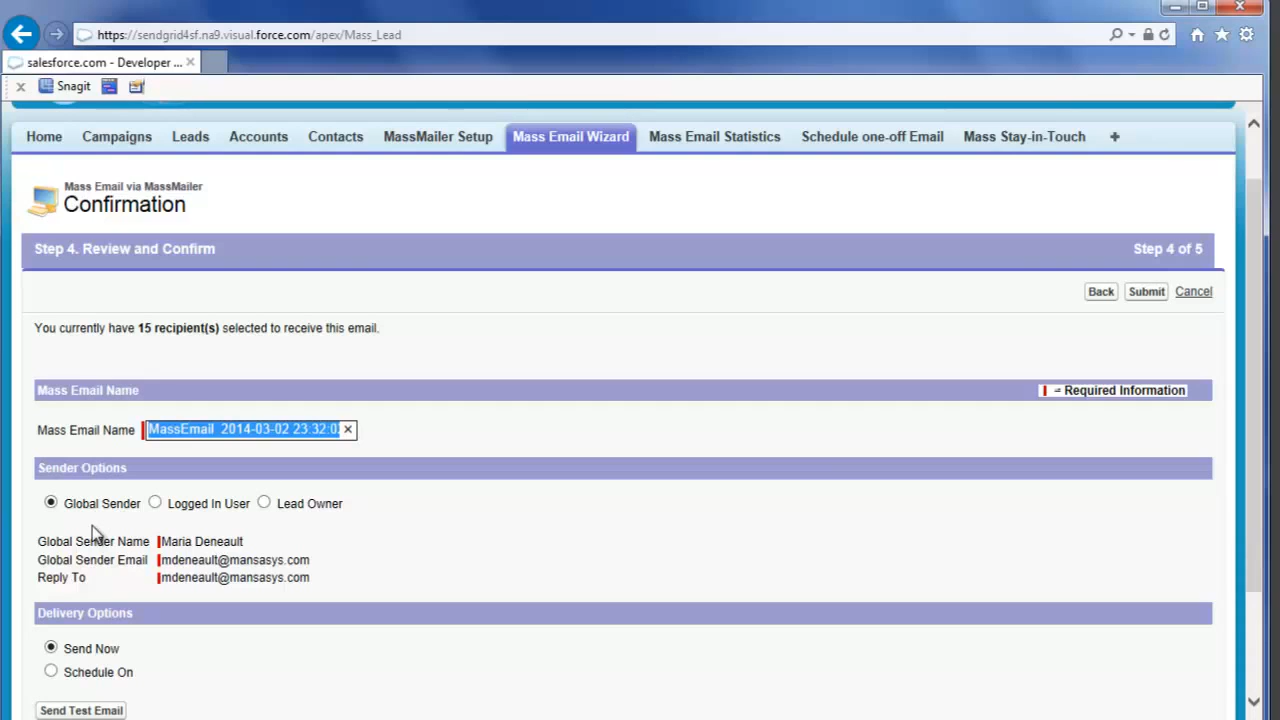 https://sendgrid4sf.na9.visual.force.com/apex/Mass_Lead
salesforce.com - Developer ...
Snagit
Home Campaigns Leads Accounts Contacts MassMailer Setup Mass Email Wizard Mass Email Statistics Schedule one-off Email Mass Stay-in-Touch +
Mass Email via MassMailer
Confirmation
Step 4. Review and Confirm Step 4 of 5
Back Submit Cancel
You currently have 15 recipient(s) selected to receive this email.
Mass Email Name = Required Information
Mass Email Name MassEmail 2014-03-02 23:32:0
Sender Options
Global Sender Logged In User Lead Owner
Global Sender Name Maria Deneault
Global Sender Email mdeneault@mansasys.com
Reply To mdeneault@mansasys.com
Delivery Options
Send Now
Schedule On
Send Test Email